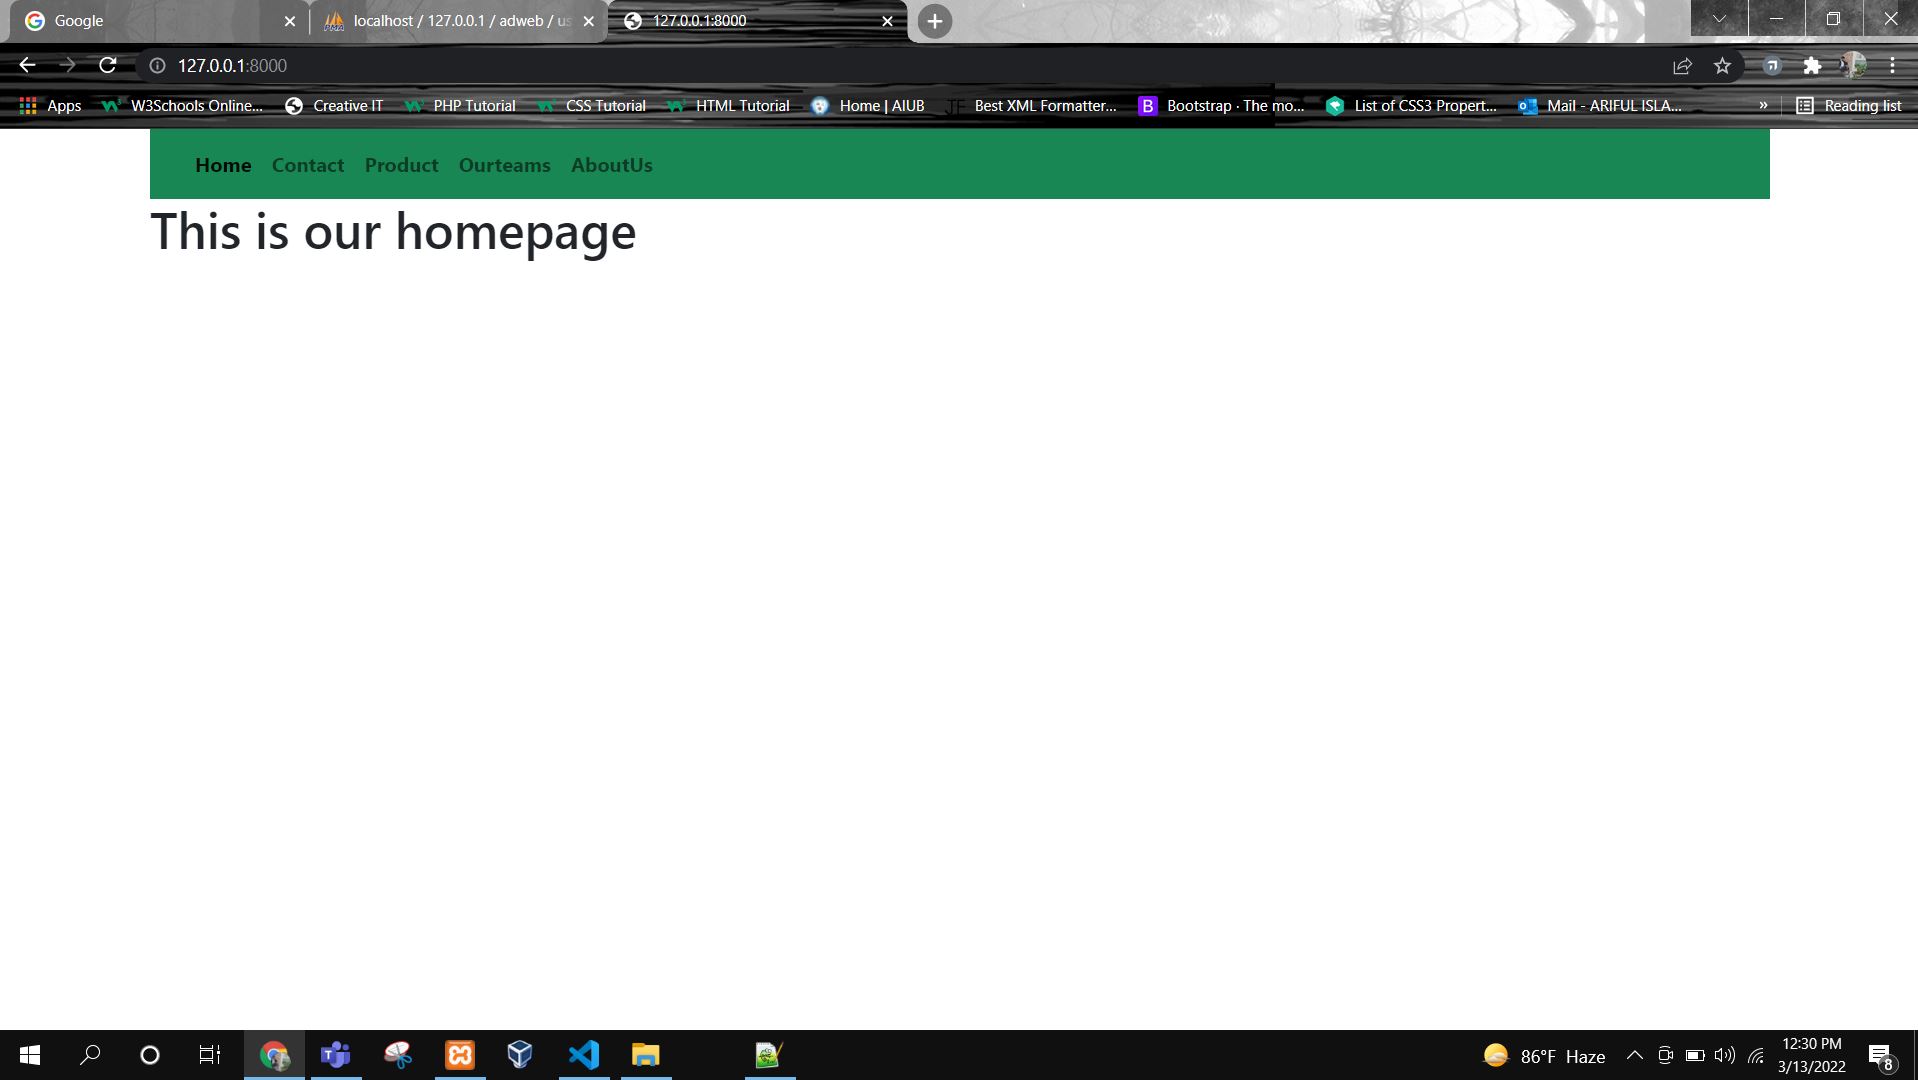 Google
localhost / 127.0.0.1 / adweb / us
127.0.0.1:8000
127.0.0.1:8000
Apps W3Schools Online... Creative IT PHP Tutorial CSS Tutorial HTML Tutorial Home | AIUB JF Best XML Formatter... B Bootstrap · The mo... List of CSS3 Propert... Mail - ARIFUL ISLA... » Reading list
Home Contact Product Ourteams AboutUs
This is our homepage
86°F Haze
12:30 PM
3/13/2022
8